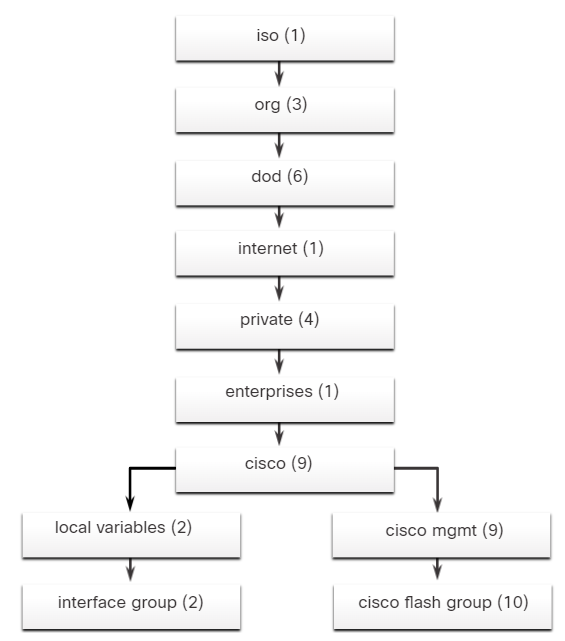 iso (1)
org (3)
dod (6)
internet (1)
private (4)
enterprises (1)
cisco (9)
local variables (2)
cisco mgmt (9)
interface group (2)
cisco flash group (10)